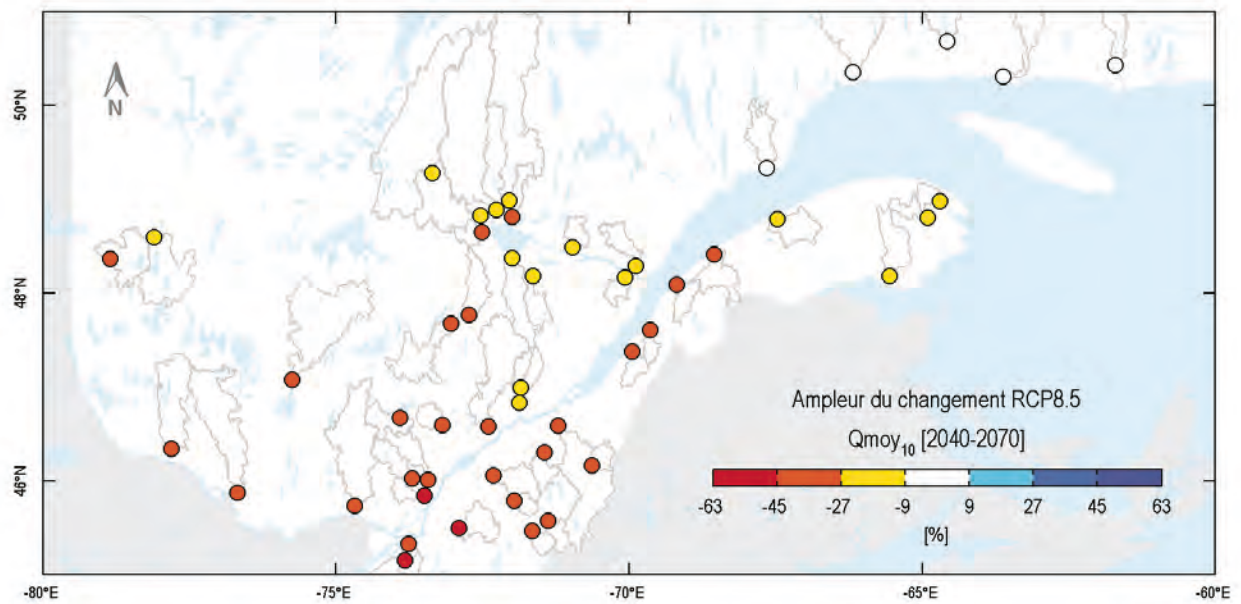 50°N
48°N
46°N
N
Ampleur du changement RCP8.5
Qmoy10 [2040-2070]
-63 -45 -27 -9 9 27 45 63
[%]
-80°E -75°E -70°E -65°E -60°E